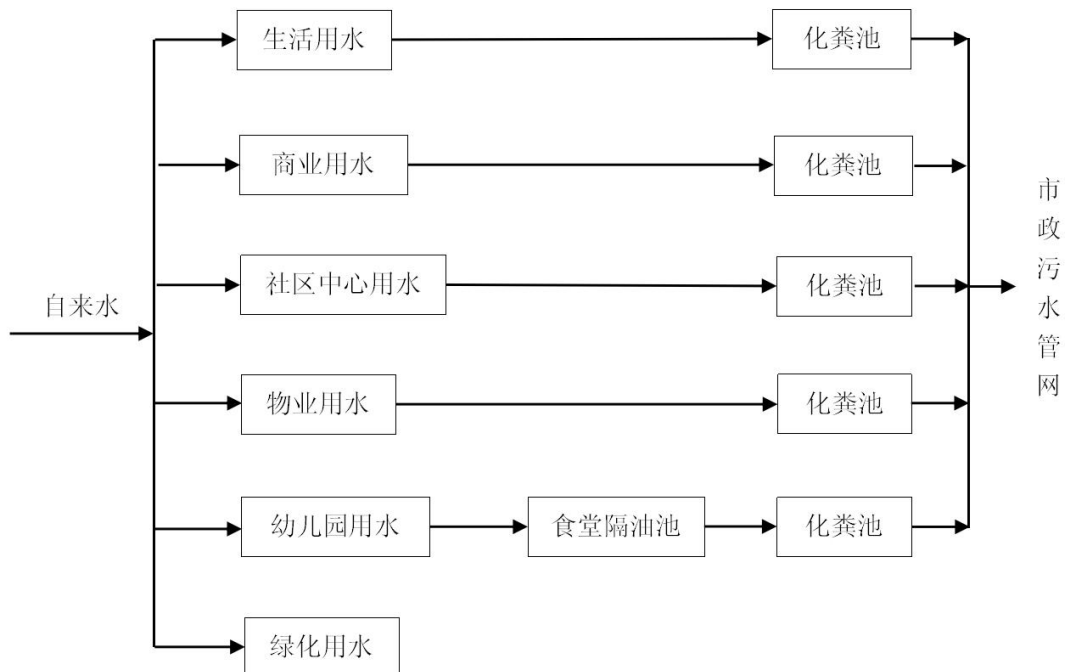 生活用水
化粪池
商业用水
化粪池
社区中心用水
化粪池
自来水
市政污水管网
物业用水
化粪池
幼儿园用水
食堂隔油池
化粪池
绿化用水